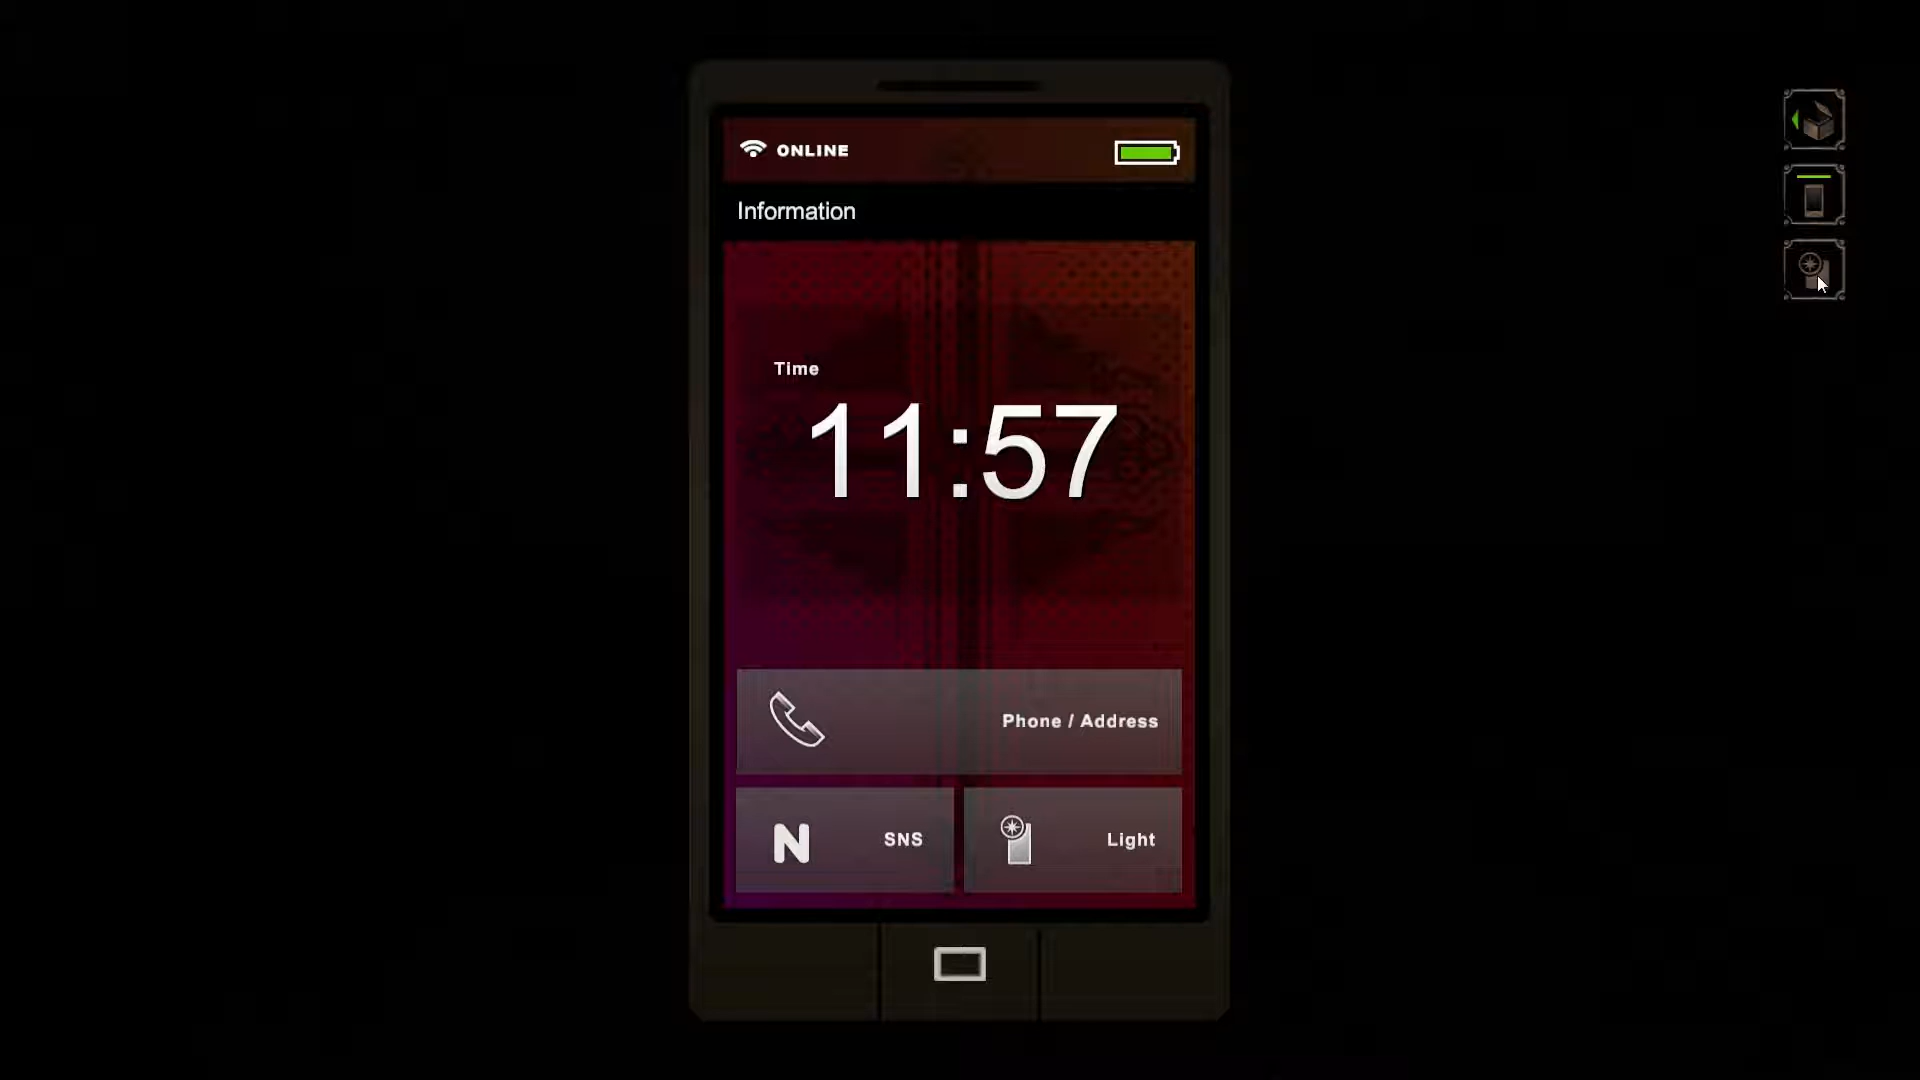 ONLINE
Information
Time
11:57
Phone / Address
N SNS
Light